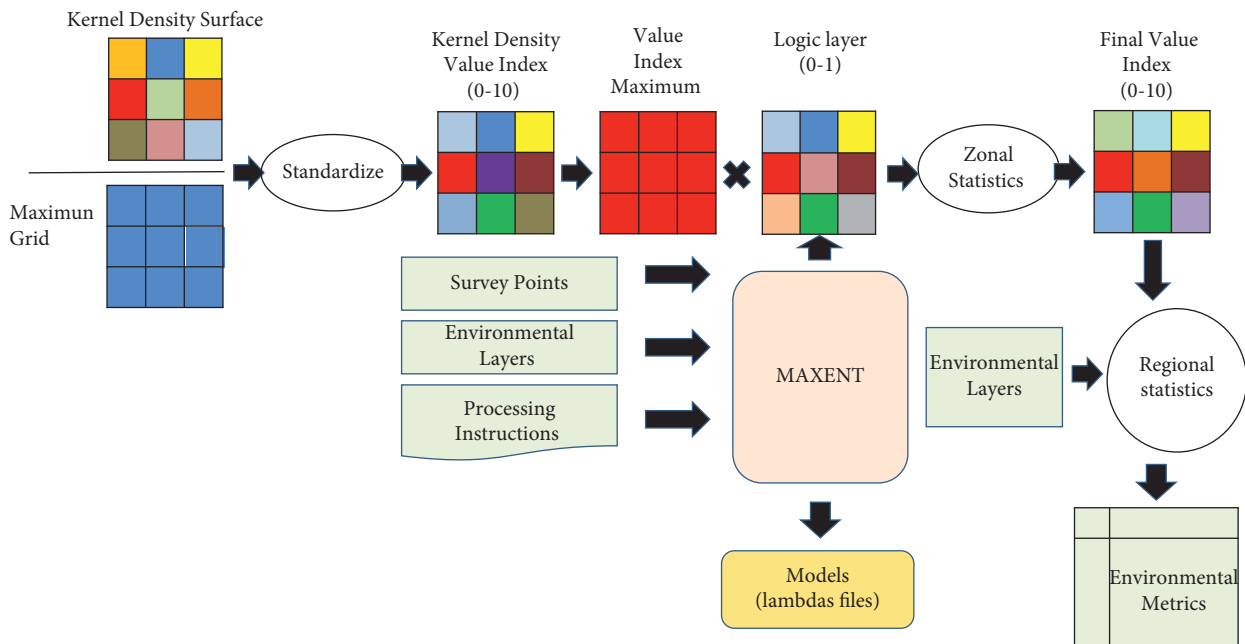 Kernel Density Surface
Maximun
Grid
Standardize
Kernel Density
Value Index
(0-10)
Value
Index
Maximum
Logic layer
(0-1)
Zonal
Statistics
Final Value
Index
(0-10)
Survey Points
Environmental
Layers
Processing
Instructions
MAXENT
Environmental
Layers
Regional
statistics
Models
(lambdas files)
Environmental
Metrics